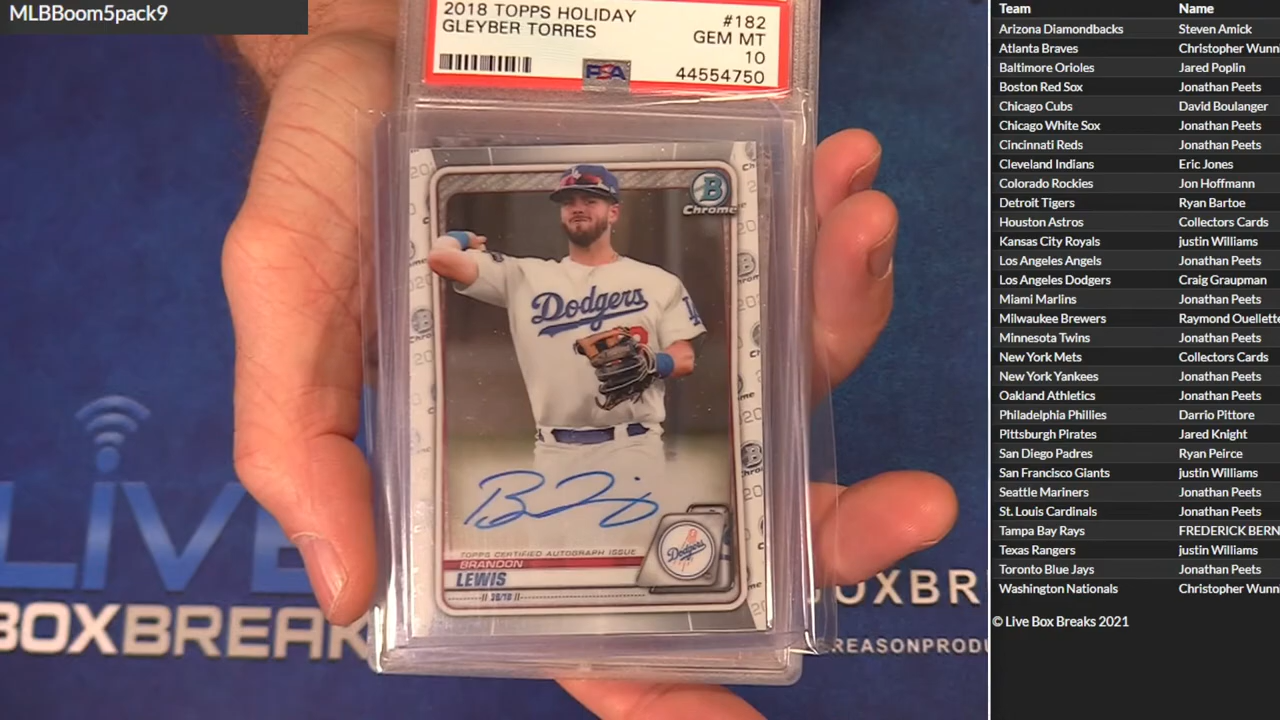 MLBBoom5pack9
2018 TOPPS HOLIDAY #182
GLEYBER TORRES GEM MT
10
PSA 44554750
B
Chrome
Dodgers
LA
TOPPS CERTIFIED AUTOGRAPH ISSUE
BRANDON
LEWIS
Dodgers
LIVE
BOXBREAK
OXBRE
REASONPRODU
Team Name
Arizona Diamondbacks Steven Amick
Atlanta Braves Christopher Wunn
Baltimore Orioles Jared Poplin
Boston Red Sox Jonathan Peets
Chicago Cubs David Boulanger
Chicago White Sox Jonathan Peets
Cincinnati Reds Jonathan Peets
Cleveland Indians Eric Jones
Colorado Rockies Jon Hoffmann
Detroit Tigers Ryan Bartoe
Houston Astros Collectors Cards
Kansas City Royals justin Williams
Los Angeles Angels Jonathan Peets
Los Angeles Dodgers Craig Graupman
Miami Marlins Jonathan Peets
Milwaukee Brewers Raymond Ouellette
Minnesota Twins Jonathan Peets
New York Mets Collectors Cards
New York Yankees Jonathan Peets
Oakland Athletics Jonathan Peets
Philadelphia Phillies Darrio Pittore
Pittsburgh Pirates Jared Knight
San Diego Padres Ryan Peirce
San Francisco Giants justin Williams
Seattle Mariners Jonathan Peets
St. Louis Cardinals Jonathan Peets
Tampa Bay Rays FREDERICK BERN
Texas Rangers justin Williams
Toronto Blue Jays Jonathan Peets
Washington Nationals Christopher Wunn
© Live Box Breaks 2021